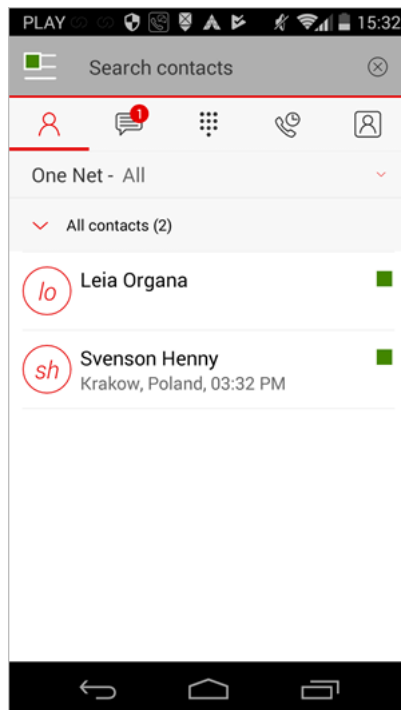 PLAY 15:32
Search contacts
1
One Net - All
All contacts (2)
lo Leia Organa
sh Svenson Henny
Krakow, Poland, 03:32 PM